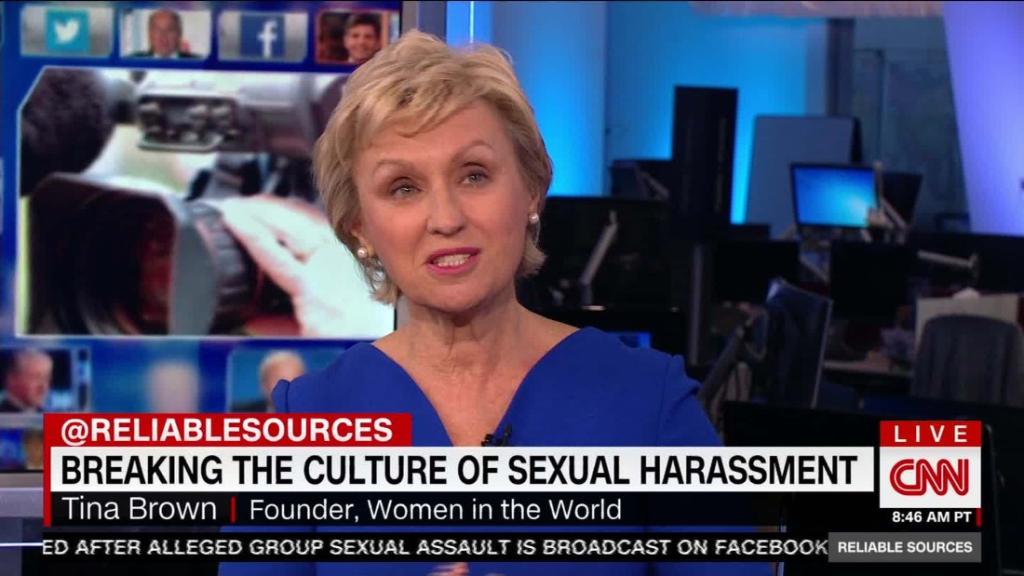 @RELIABLESOURCES
BREAKING THE CULTURE OF SEXUAL HARASSMENT
Tina Brown | Founder, Women in the World
LIVE
CNN
8:46 AM PT
ED AFTER ALLEGED GROUP SEXUAL ASSAULT IS BROADCAST ON FACEBOOK
RELIABLE SOURCES